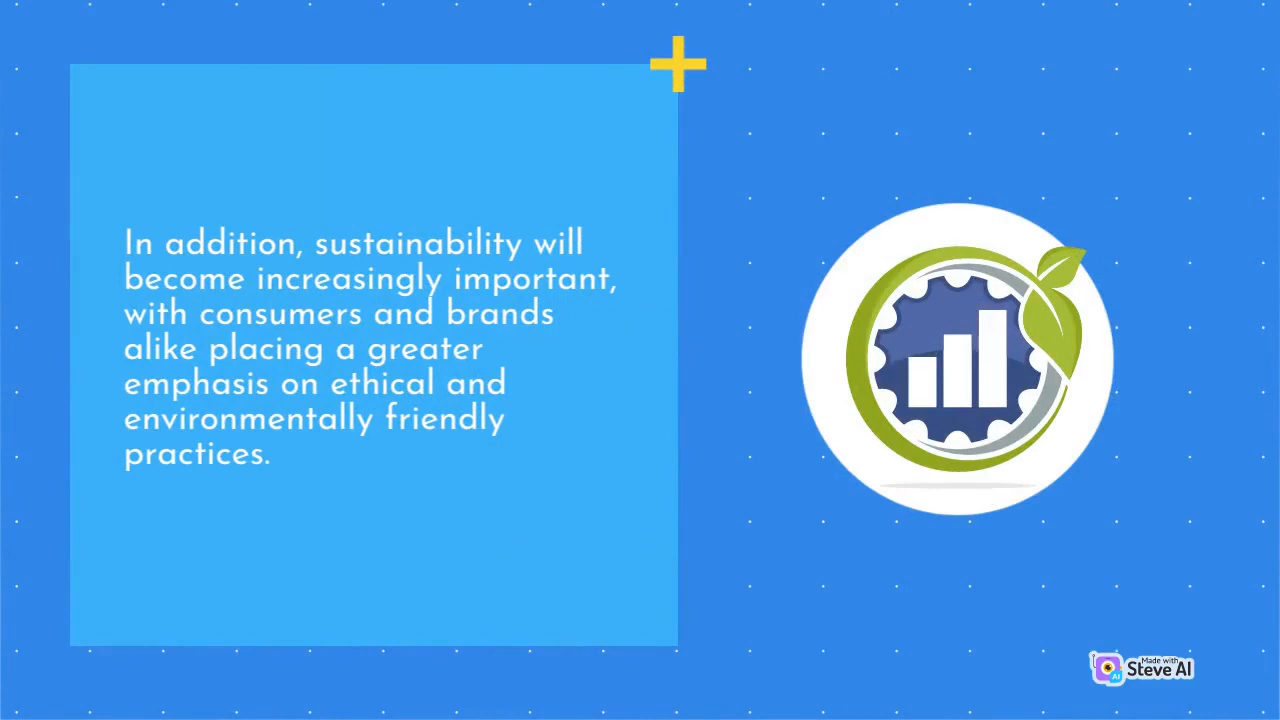 In addition, sustainability will
become increasingly important,
with consumers and brands
alike placing a greater
emphasis on ethical and
environmentally friendly
practices.
Made with
Steve AI
AI